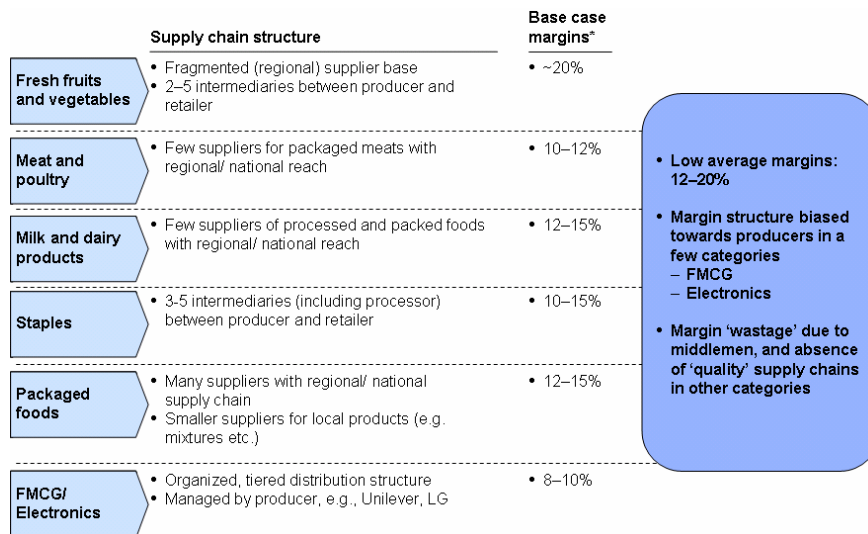 Supply chain structure
Base case
margins*
Fresh fruits
and vegetables
• Fragmented (regional) supplier base
• 2–5 intermediaries between producer and
retailer
• ~20%
Meat and
poultry
• Few suppliers for packaged meats with
regional/ national reach
• 10–12%
Milk and dairy
products
• Few suppliers of processed and packed foods
with regional/ national reach
• 12–15%
Staples
• 3-5 intermediaries (including processor)
between producer and retailer
• 10–15%
Packaged
foods
• Many suppliers with regional/ national
supply chain
• Smaller suppliers for local products (e.g.
mixtures etc.)
• 12–15%
FMCG/
Electronics
• Organized, tiered distribution structure
• Managed by producer, e.g., Unilever, LG
• 8–10%
• Low average margins:
12–20%
• Margin structure biased
towards producers in a
few categories
– FMCG
– Electronics
• Margin ‘wastage’ due to
middlemen, and absence
of ‘quality’ supply chains
in other categories